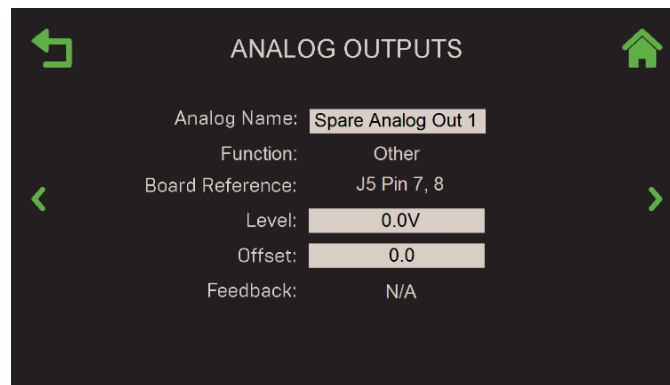 ANALOG OUTPUTS
Analog Name: Spare Analog Out 1
Function: Other
Board Reference: J5 Pin 7, 8
Level: 0.0V
Offset: 0.0
Feedback: N/A